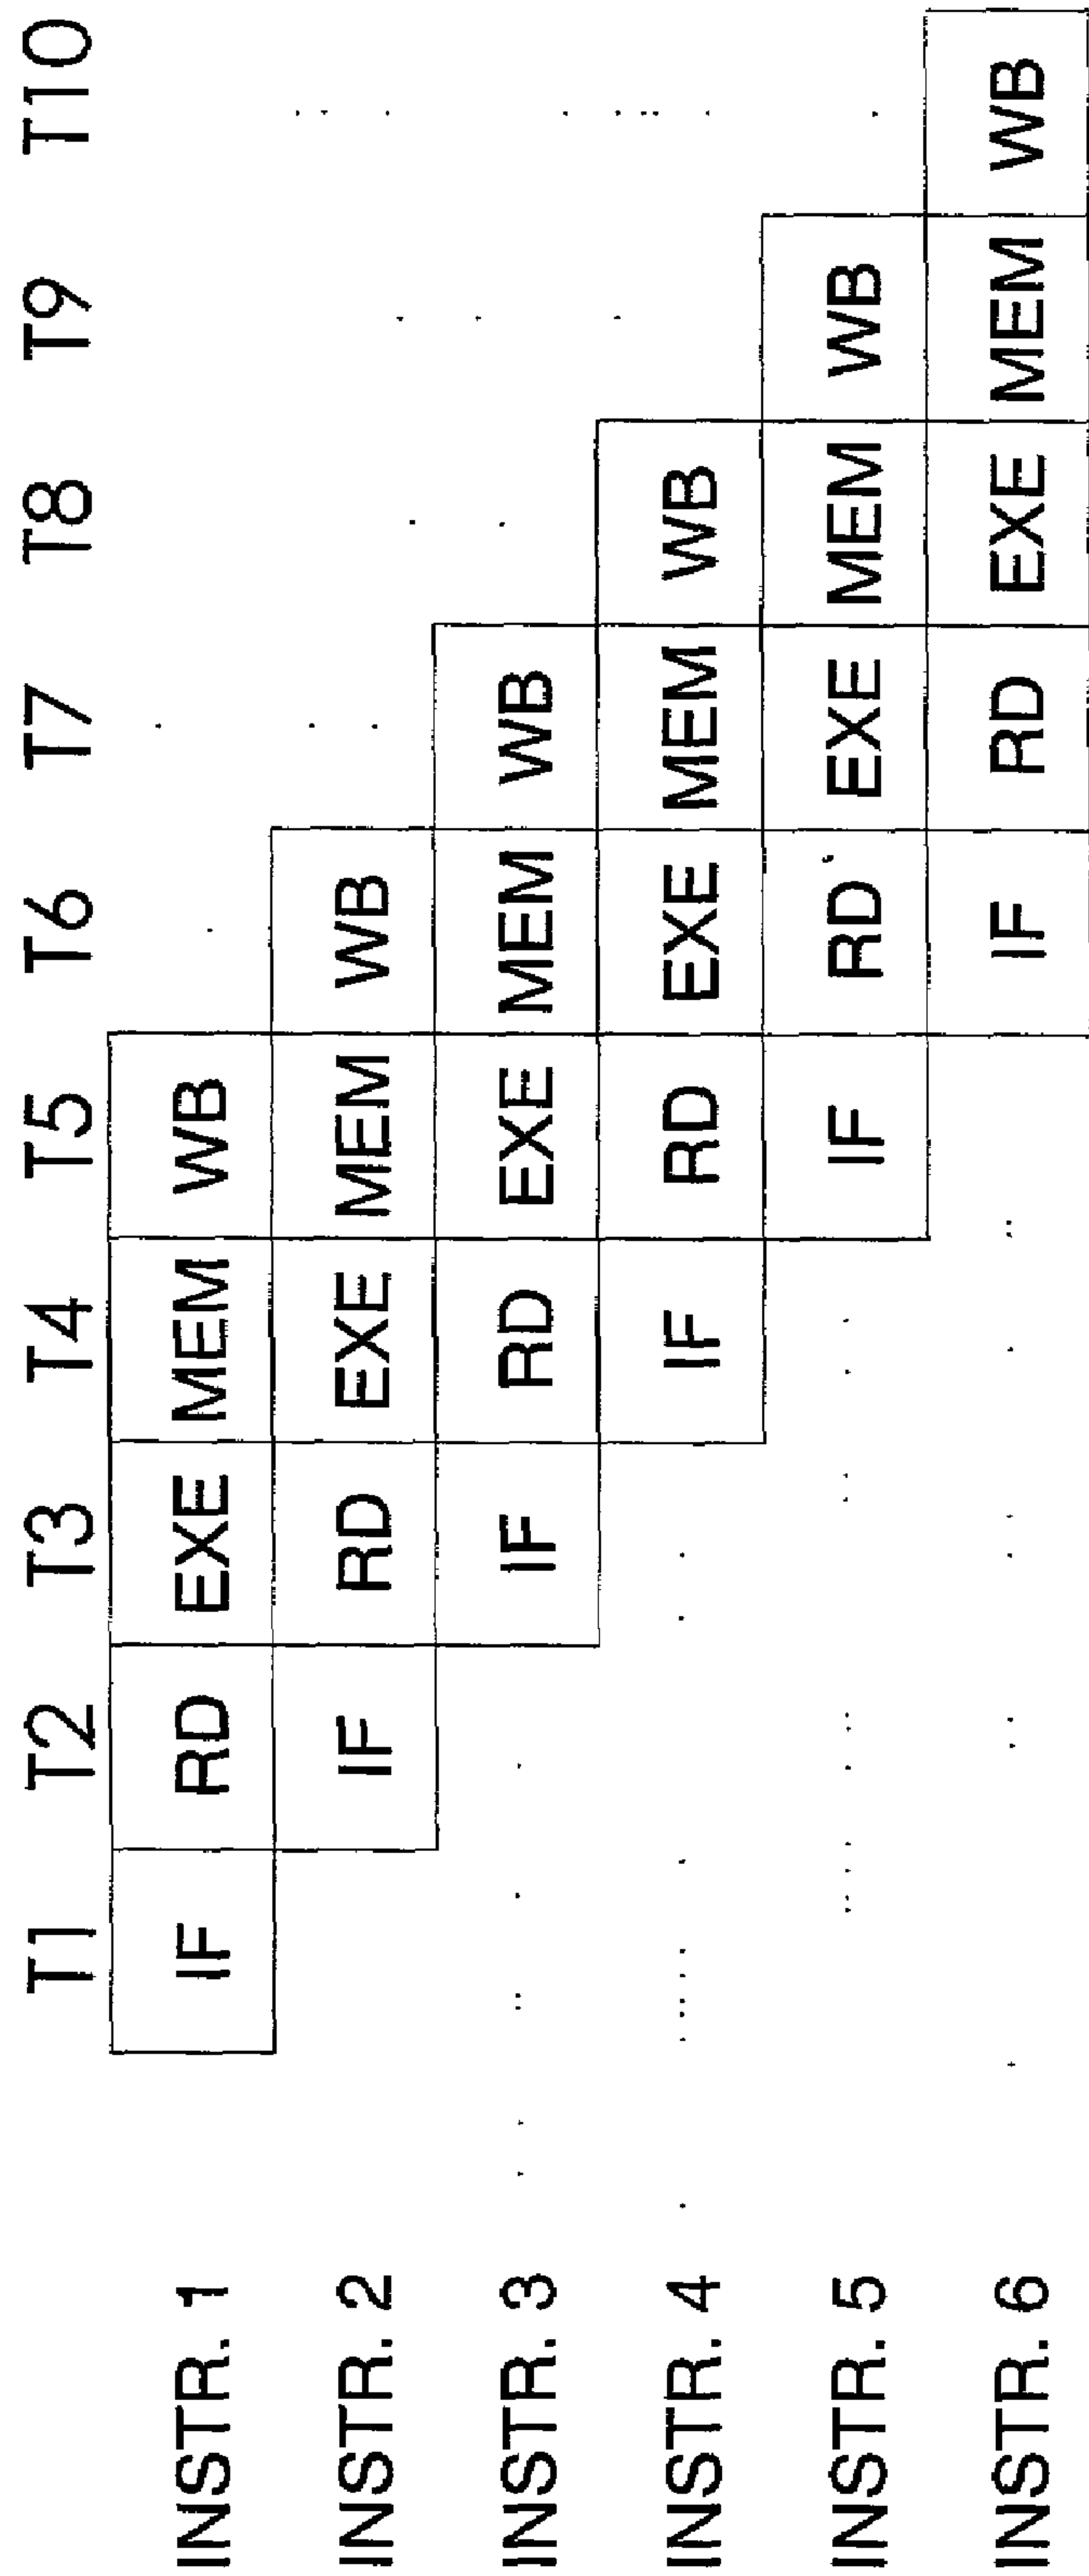 T1 T2 T3 T4 T5 T6 T7 T8 T9 T10
INSTR. 1 IF RD EXE MEM WB
INSTR. 2 IF RD EXE MEM WB
INSTR. 3 IF RD EXE MEM WB
INSTR. 4 IF RD EXE MEM WB
INSTR. 5 IF RD EXE MEM WB
INSTR. 6 IF RD EXE MEM WB